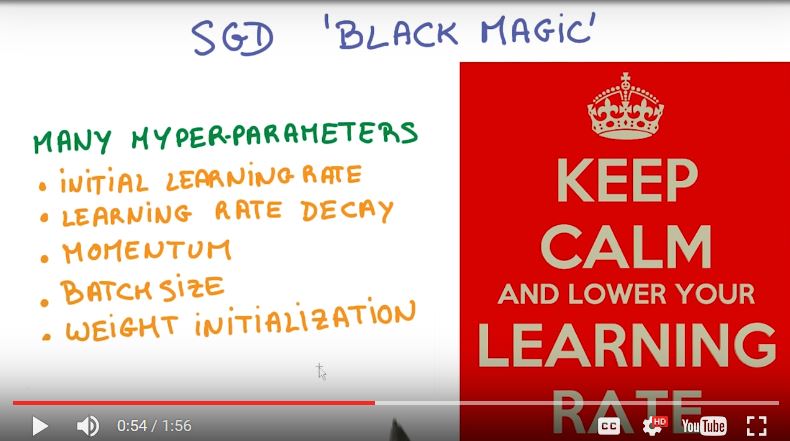 SGD 'BLACK MAGIC'
MANY HYPER-PARAMETERS
• INITIAL LEARNING RATE
• LEARNING RATE DECAY
• MOMENTUM
• BATCH SIZE
• WEIGHT INITIALIZATION
KEEP
CALM
AND LOWER YOUR
LEARNING
RATE
0:54 / 1:56
CC
HD
YouTube